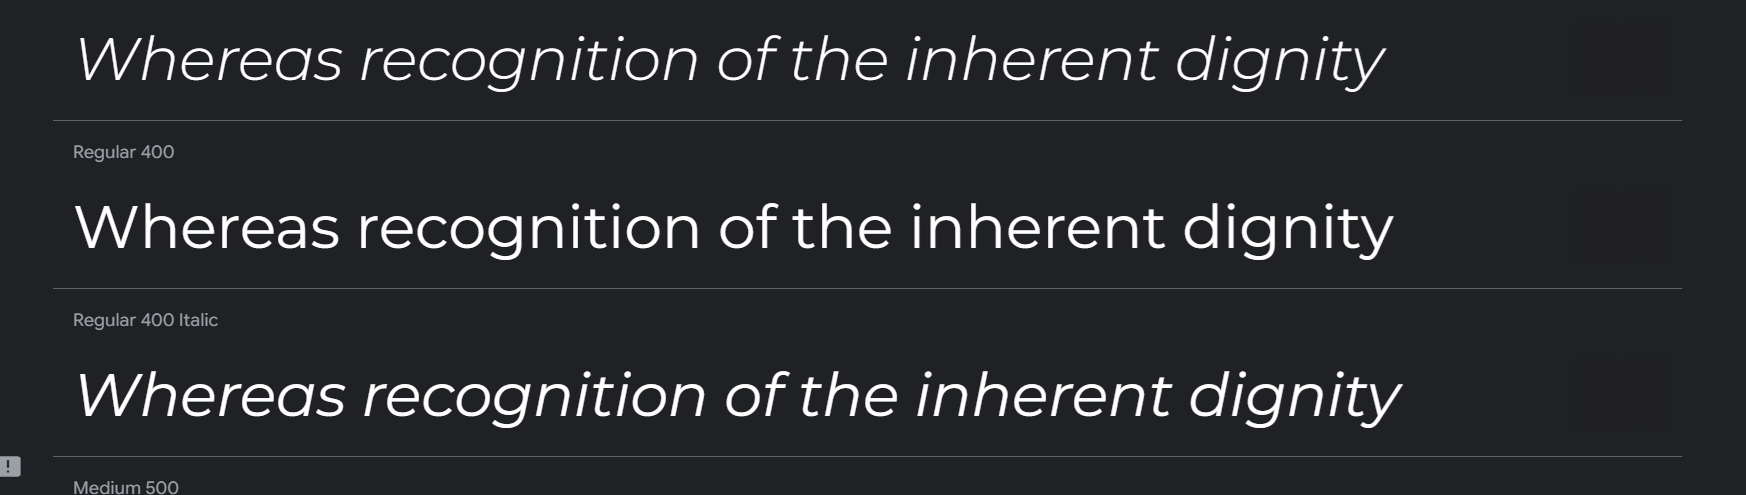 Whereas recognition of the inherent dignity
Regular 400
Whereas recognition of the inherent dignity
Regular 400 Italic
Whereas recognition of the inherent dignity
!
Medium 500